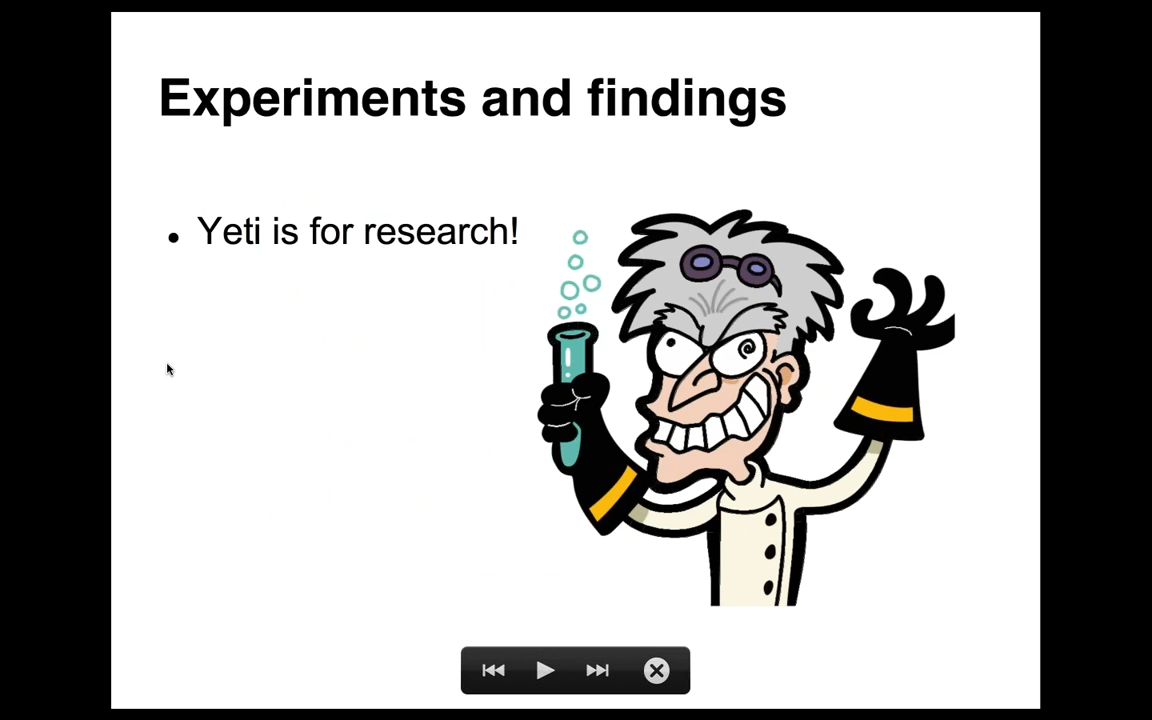 Experiments and findings
• Yeti is for research!